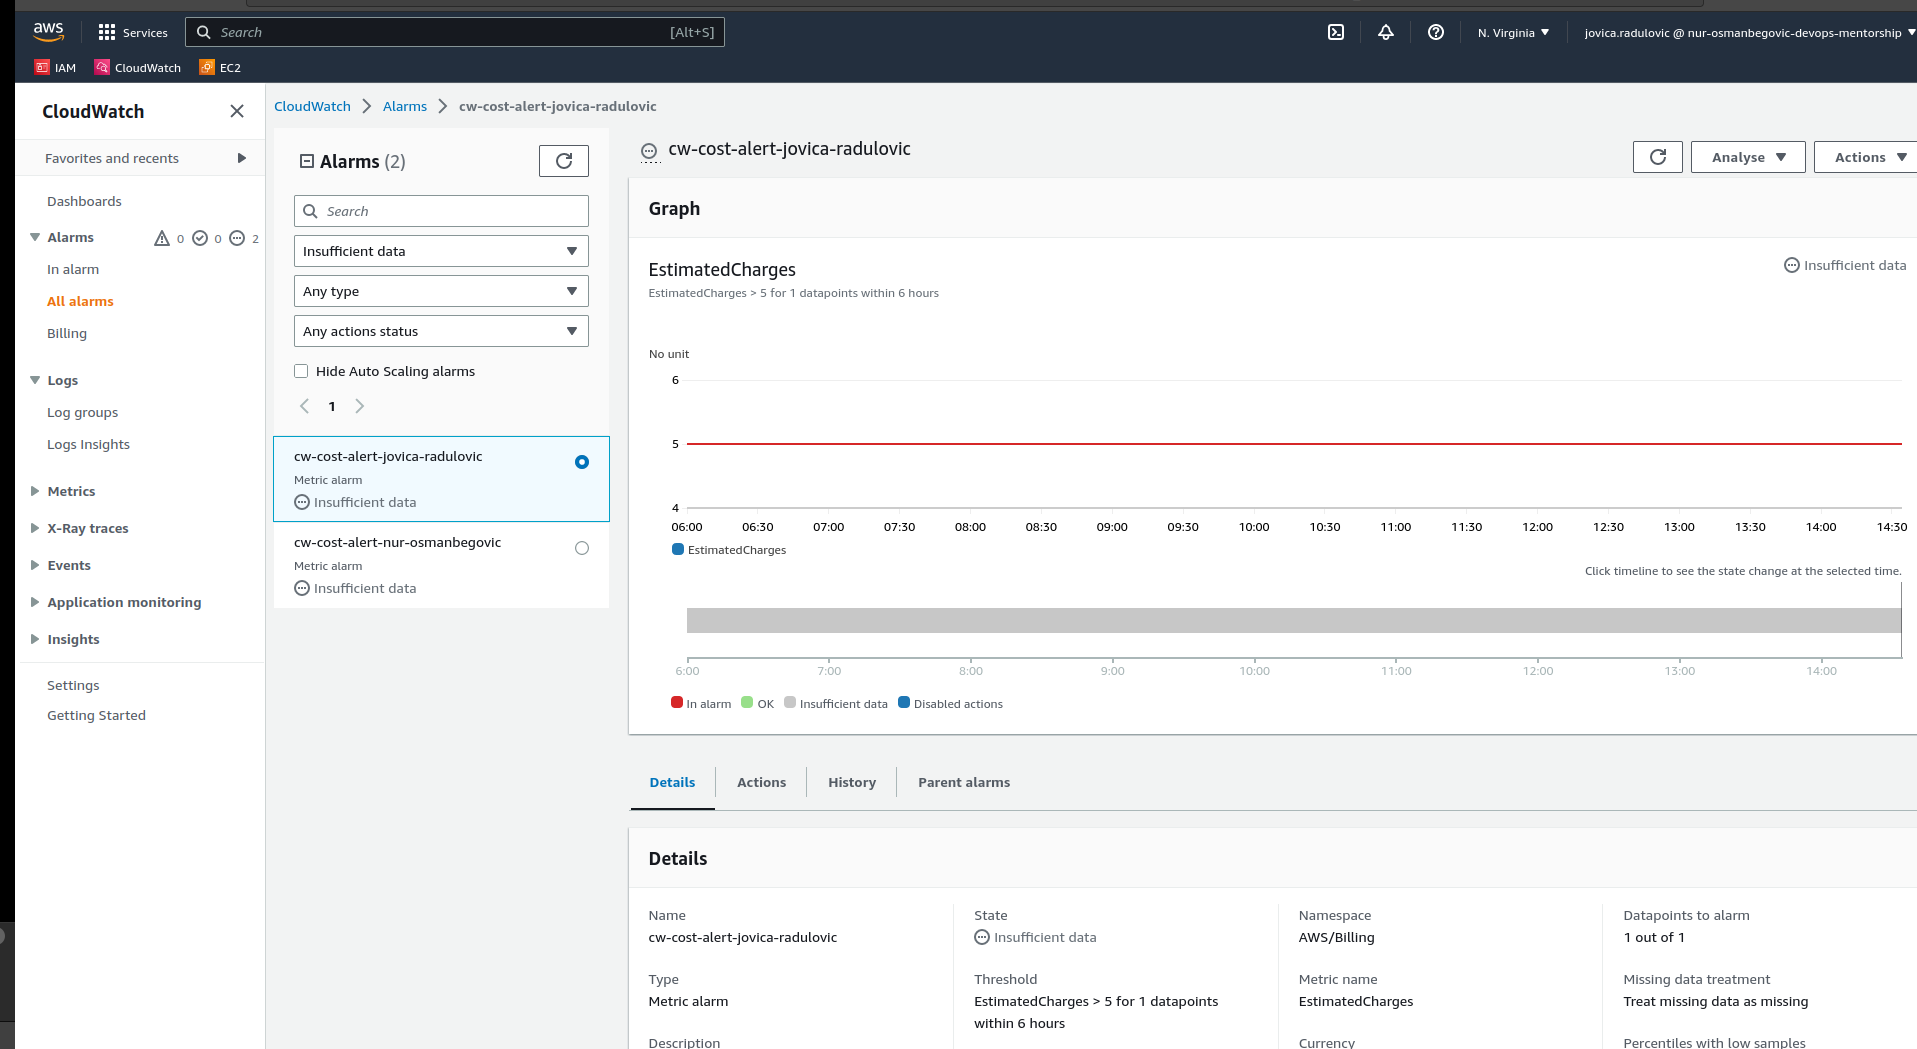 aws
Services
Search
[Alt+S]
N. Virginia
jovica.radulovic @ nur-osmanbegovic-devops-mentorship
IAM
CloudWatch
EC2
CloudWatch
Favorites and recents
Dashboards
Alarms
0
0
2
In alarm
All alarms
Billing
Logs
Log groups
Logs Insights
Metrics
X-Ray traces
Events
Application monitoring
Insights
Settings
Getting Started
CloudWatch
Alarms
cw-cost-alert-jovica-radulovic
Alarms (2)
Search
Insufficient data
Any type
Any actions status
Hide Auto Scaling alarms
1
cw-cost-alert-jovica-radulovic
Metric alarm
Insufficient data
cw-cost-alert-nur-osmanbegovic
Metric alarm
Insufficient data
cw-cost-alert-jovica-radulovic
Analyse
Actions
Graph
EstimatedCharges
Insufficient data
EstimatedCharges > 5 for 1 datapoints within 6 hours
No unit
6
5
4
06:00 06:30 07:00 07:30 08:00 08:30 09:00 09:30 10:00 10:30 11:00 11:30 12:00 12:30 13:00 13:30 14:00 14:30
EstimatedCharges
Click timeline to see the state change at the selected time.
6:00 7:00 8:00 9:00 10:00 11:00 12:00 13:00 14:00
In alarm OK Insufficient data Disabled actions
Details
Actions
History
Parent alarms
Details
Name
cw-cost-alert-jovica-radulovic
Type
Metric alarm
Description
State
Insufficient data
Threshold
EstimatedCharges > 5 for 1 datapoints
within 6 hours
Namespace
AWS/Billing
Metric name
EstimatedCharges
Currency
Datapoints to alarm
1 out of 1
Missing data treatment
Treat missing data as missing
Percentiles with low samples